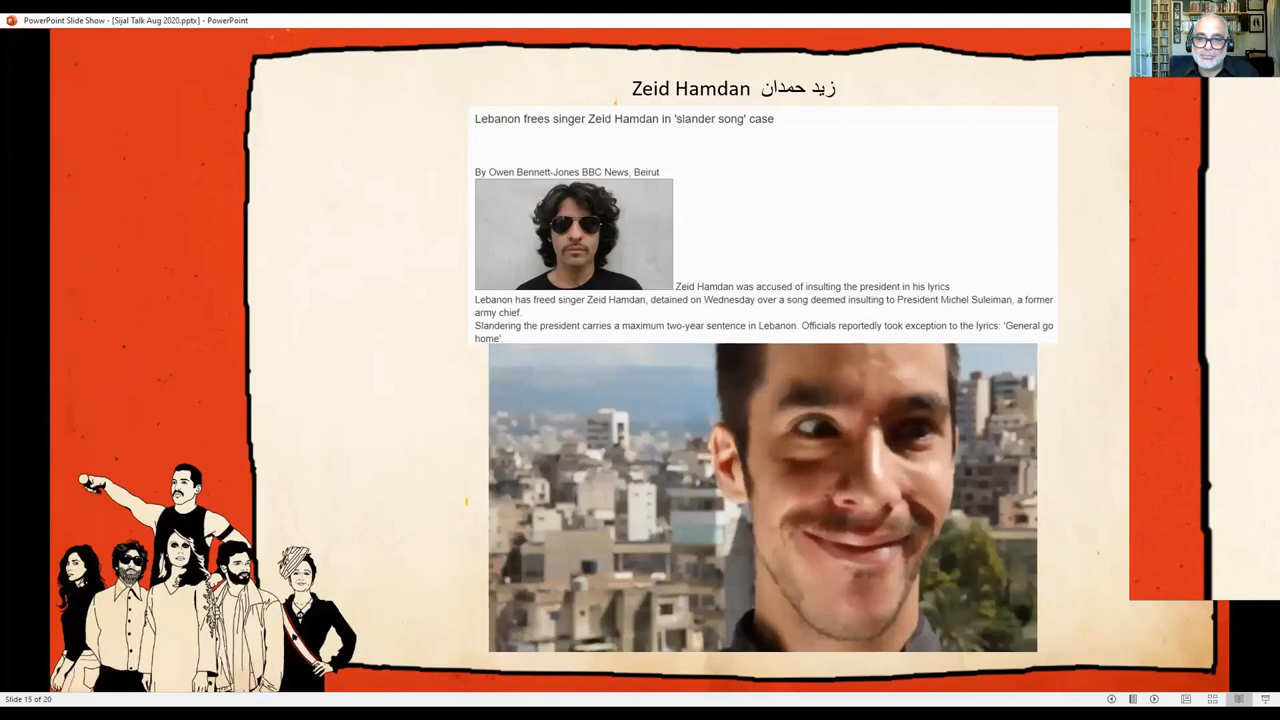 PowerPoint Slide Show - [Sijal Talk Aug 2020.pptx] - PowerPoint
Zeid Hamdan زيد حمدان
Lebanon frees singer Zeid Hamdan in 'slander song' case
By Owen Bennett-Jones BBC News, Beirut
Zeid Hamdan was accused of insulting the president in his lyrics
Lebanon has freed singer Zeid Hamdan, detained on Wednesday over a song deemed insulting to President Michel Suleiman, a former
army chief.
Slandering the president carries a maximum two-year sentence in Lebanon. Officials reportedly took exception to the lyrics: 'General go
home'.
Slide 15 of 20